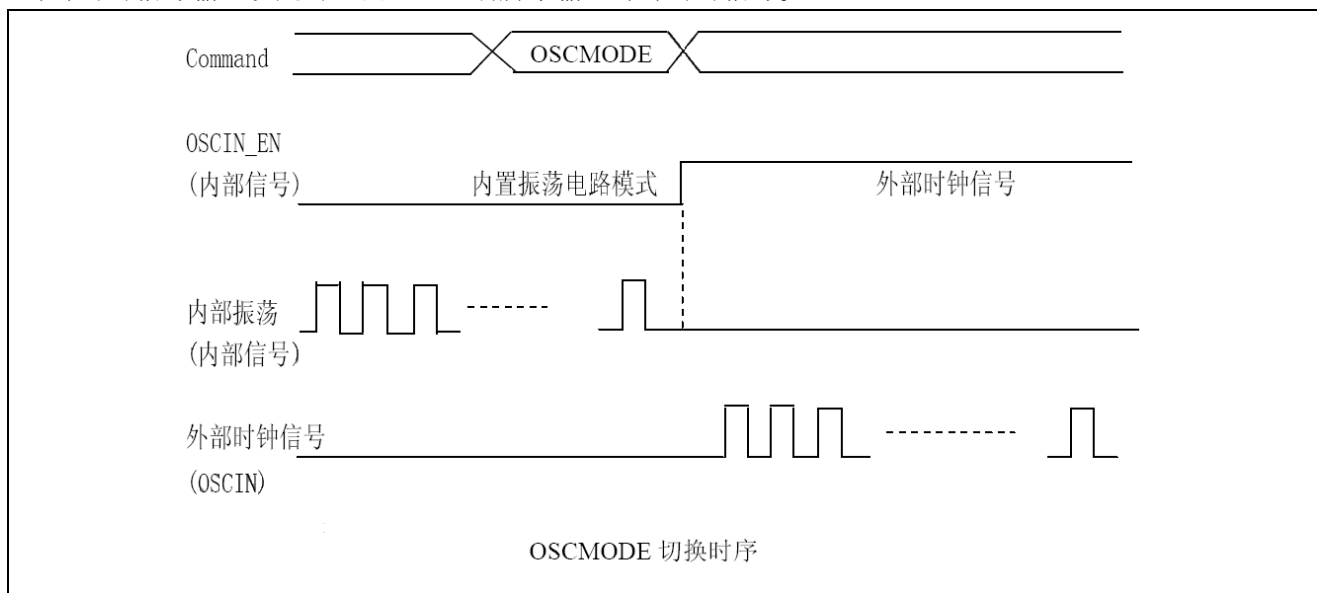 Command
OSCMODE
OSCIN_EN
(内部信号)
内置振荡电路模式
外部时钟信号
内部振荡
(内部信号)
外部时钟信号
(OSCIN)
OSCMODE 切换时序